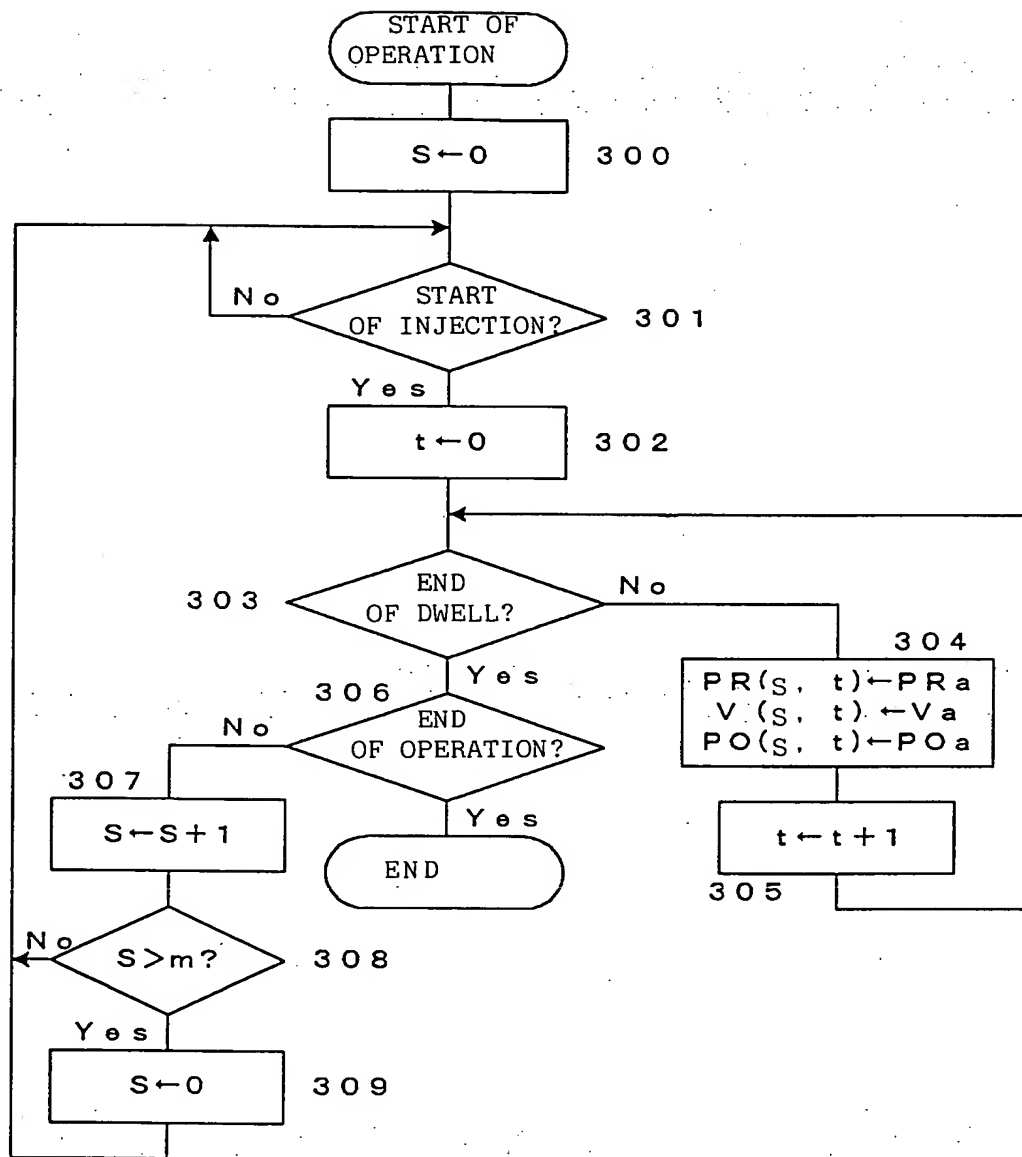 START OF
OPERATION
S←0
300
No
START
OF INJECTION?
301
Yes
t←0
302
303
END
OF DWELL?
No
304
PR(S, t)←PRa
V (S, t) ←Va
PO(S, t)←POa
Yes
306
END
OF OPERATION?
No
307
S←S+1
t←t+1
305
Yes
END
No
S>m?
308
Yes
S←0
309